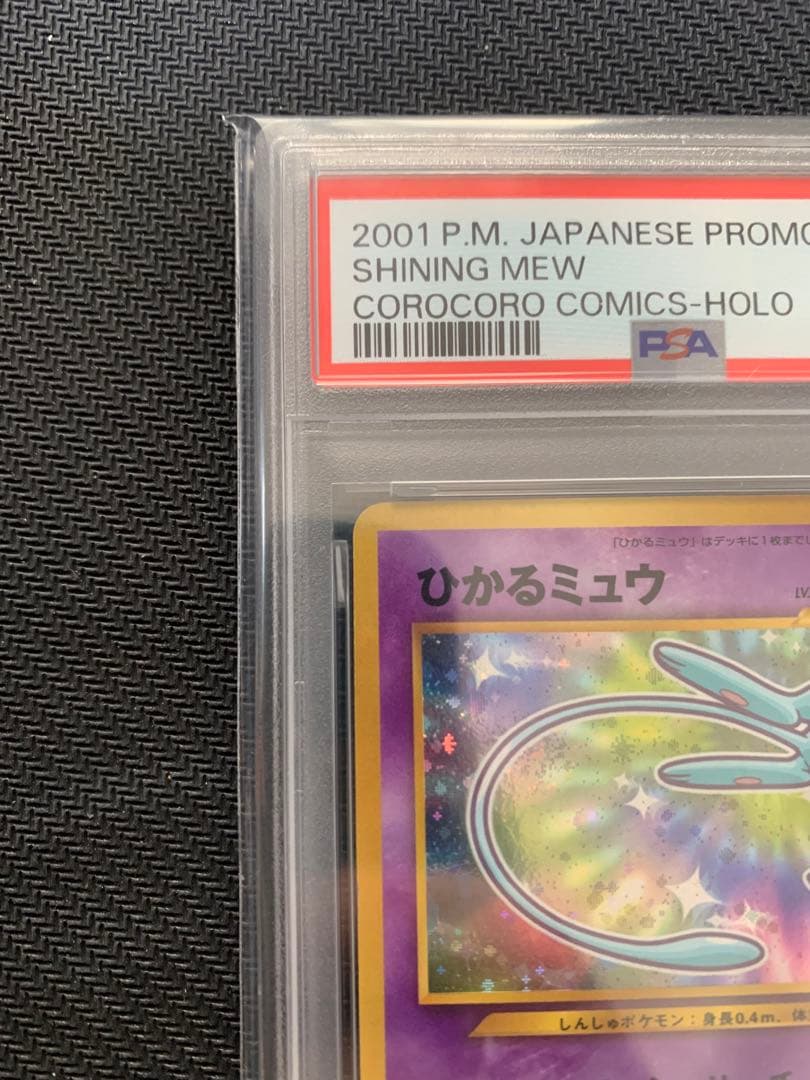 2001 P.M. JAPANESE PROMO
SHINING MEW
COROCORO COMICS-HOLO
PSA
「ひかるミュウ」はデッキに1枚まで
ひかるミュウ
LV.
しんしゅポケモン：身長0.4m、体